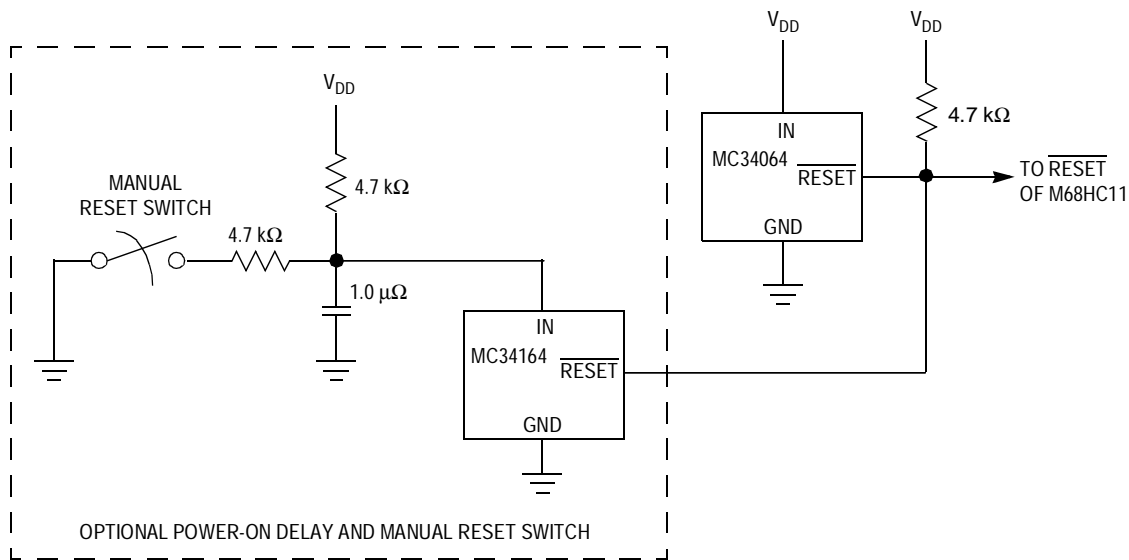 V_DD
4.7 kΩ
MANUAL
RESET SWITCH
4.7 kΩ
1.0 μΩ
IN
MC34164
RESET
GND
OPTIONAL POWER-ON DELAY AND MANUAL RESET SWITCH
V_DD
V_DD
4.7 kΩ
IN
MC34064
RESET
GND
TO RESET
OF M68HC11